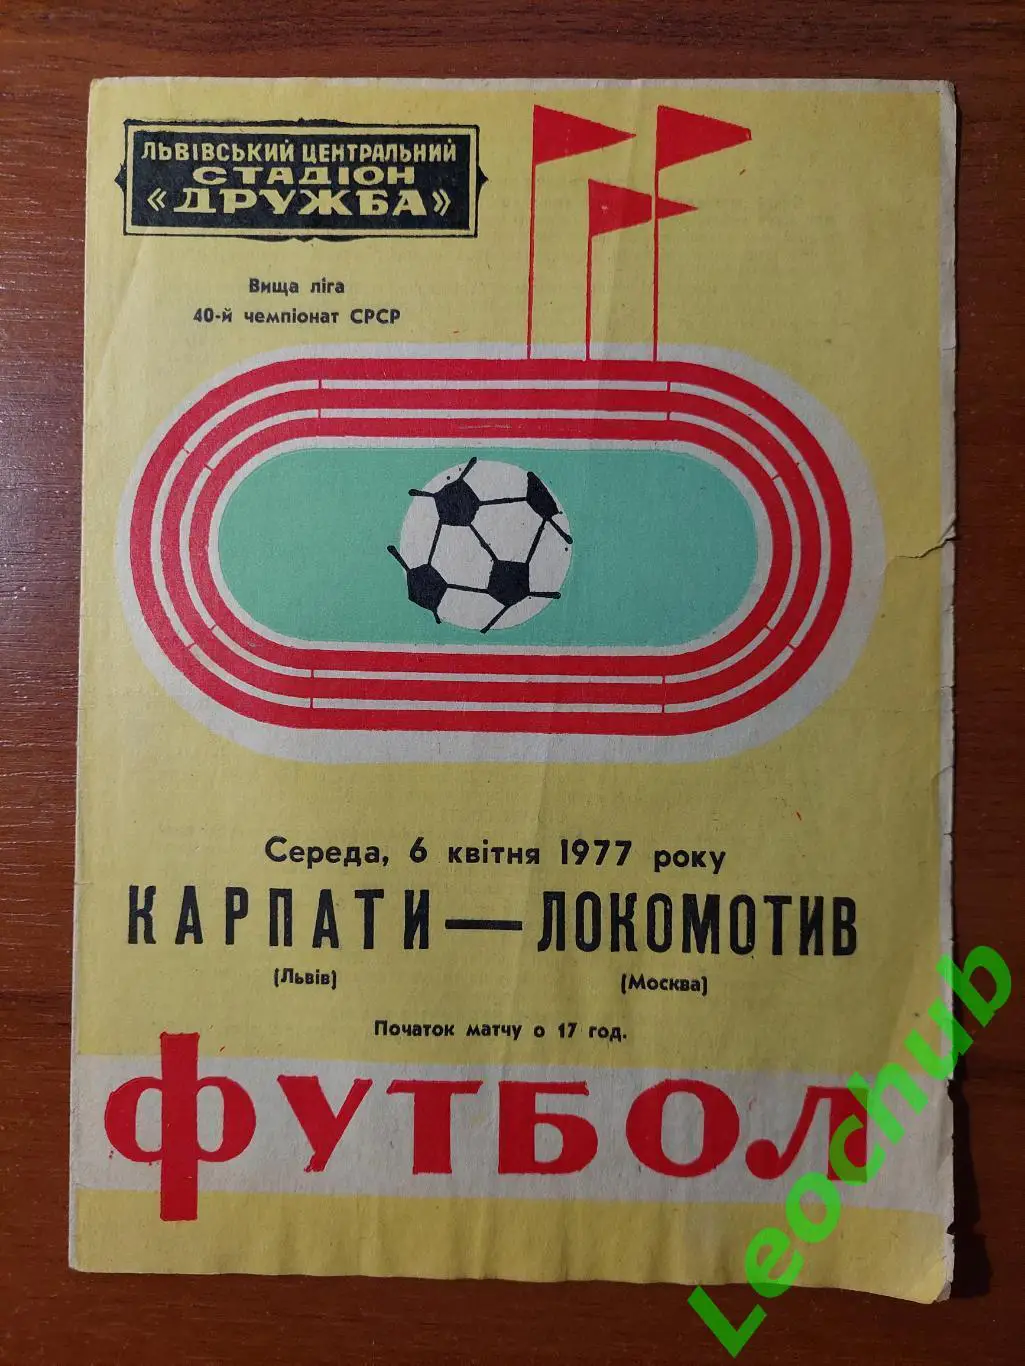 ЛЬВІВСЬКИЙ ЦЕНТРАЛЬНИЙ
СТАДІОН
«ДРУЖБА»
Вища ліга
40-й чемпіонат СРСР
Середа, 6 квітня 1977 року
КАРПАТИ — ЛОКОМОТИВ
(Львів) (Москва)
Початок матчу о 17 год.
ФУТБОЛ
Leochub